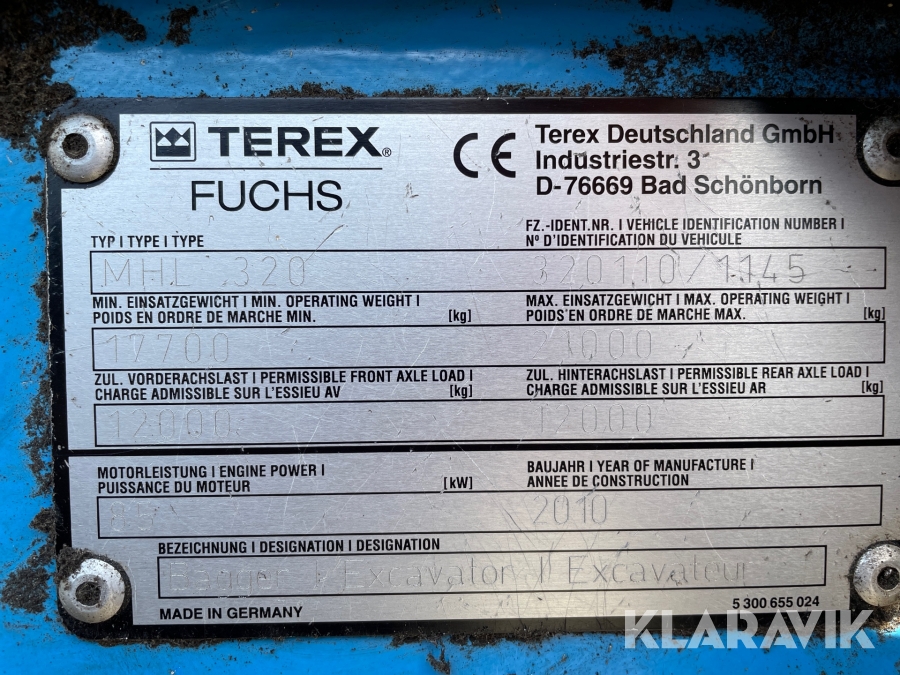 TEREX®
FUCHS
CE
Terex Deutschland GmbH
Industriestr. 3
D-76669 Bad Schönborn
TYP I TYPE I TYPE
MHL 320
FZ.-IDENT.NR. I VEHICLE IDENTIFICATION NUMBER I
N° D'IDENTIFICATION DU VEHICULE
320110/1145
MIN. EINSATZGEWICHT I MIN. OPERATING WEIGHT I
POIDS EN ORDRE DE MARCHE MIN. [kg]
17700
MAX. EINSATZGEWICHT I MAX. OPERATING WEIGHT I
POIDS EN ORDRE DE MARCHE MAX. [kg]
ZUL. VORDERACHSLAST I PERMISSIBLE FRONT AXLE LOAD I
CHARGE ADMISSIBLE SUR L'ESSIEU AV [kg]
12000
ZUL. HINTERACHSLAST I PERMISSIBLE REAR AXLE LOAD I
CHARGE ADMISSIBLE SUR L'ESSIEU AR [kg]
12000
MOTORLEISTUNG I ENGINE POWER I
PUISSANCE DU MOTEUR [kW]
BAUJAHR I YEAR OF MANUFACTURE I
ANNEE DE CONSTRUCTION
2010
BEZEICHNUNG I DESIGNATION I DESIGNATION
Bagger / Excavator / Excavateur
MADE IN GERMANY
5 300 655 024
KLARAVIK